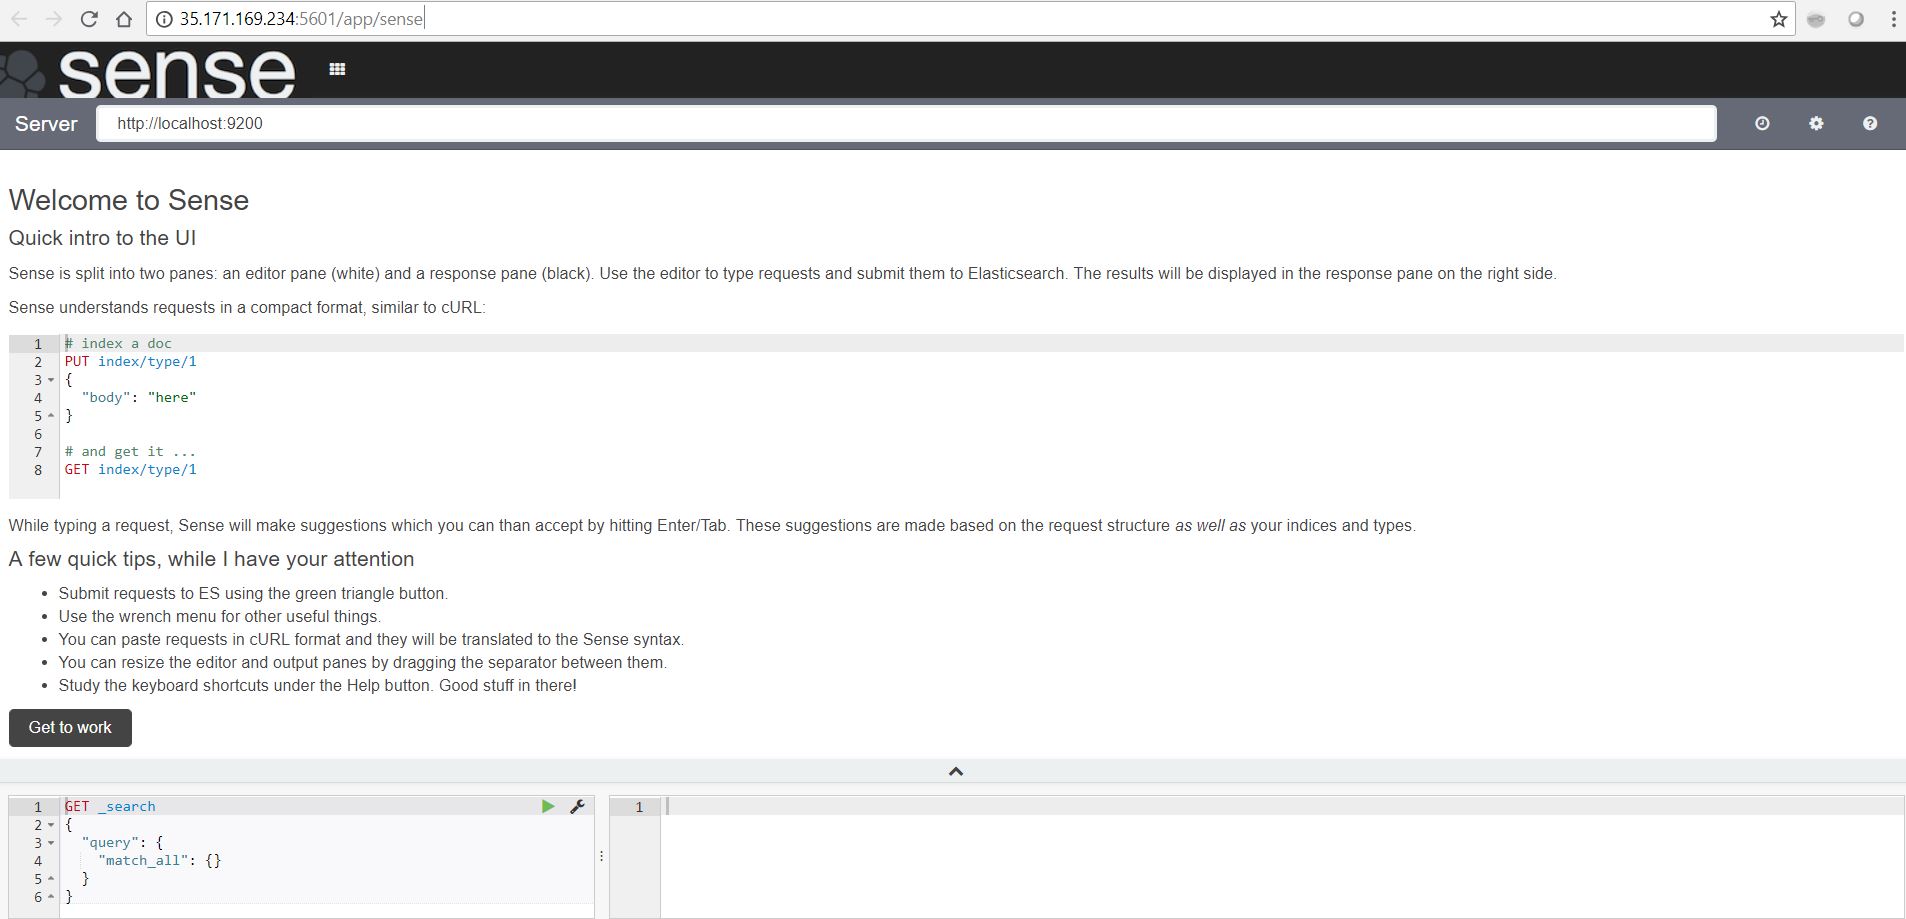 35.171.169.234:5601/app/sense
sense
Server http://localhost:9200
Welcome to Sense
Quick intro to the UI
Sense is split into two panes: an editor pane (white) and a response pane (black). Use the editor to type requests and submit them to Elasticsearch. The results will be displayed in the response pane on the right side.
Sense understands requests in a compact format, similar to cURL:
1 # index a doc
2 PUT index/type/1
3 {
4 "body": "here"
5 }
6
7 # and get it ...
8 GET index/type/1
While typing a request, Sense will make suggestions which you can than accept by hitting Enter/Tab. These suggestions are made based on the request structure as well as your indices and types.
A few quick tips, while I have your attention
• Submit requests to ES using the green triangle button.
• Use the wrench menu for other useful things.
• You can paste requests in cURL format and they will be translated to the Sense syntax.
• You can resize the editor and output panes by dragging the separator between them.
• Study the keyboard shortcuts under the Help button. Good stuff in there!
Get to work
1 GET _search
2 {
3 "query": {
4 "match_all": {}
5 }
6 }
1